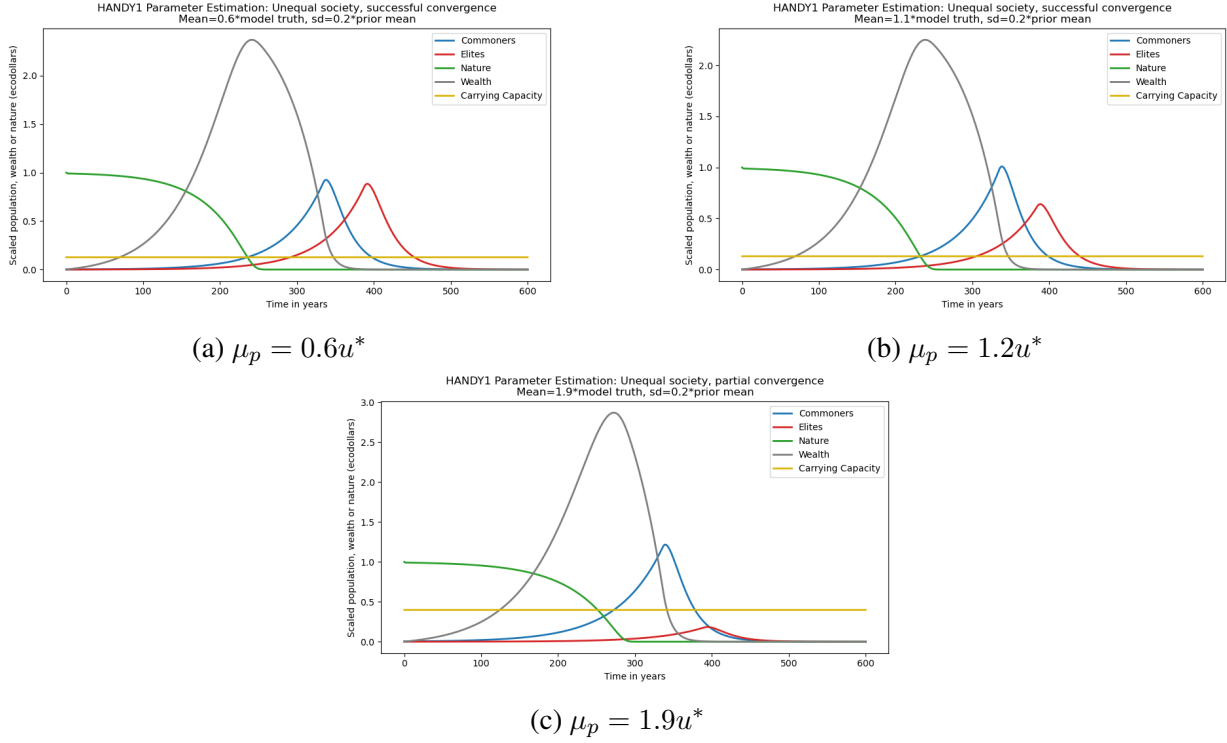 HANDY1 Parameter Estimation: Unequal society, successful convergence
Mean=0.6*model truth, sd=0.2*prior mean
Scaled population, wealth or nature (ecodollars)
2.0
1.5
1.0
0.5
0.0
Commoners
Elites
Nature
Wealth
Carrying Capacity
0 100 200 300 400 500 600
Time in years
(a) μ_p = 0.6u*
HANDY1 Parameter Estimation: Unequal society, successful convergence
Mean=1.1*model truth, sd=0.2*prior mean
Scaled population, wealth or nature (ecodollars)
2.0
1.5
1.0
0.5
0.0
Commoners
Elites
Nature
Wealth
Carrying Capacity
0 100 200 300 400 500 600
Time in years
(b) μ_p = 1.2u*
HANDY1 Parameter Estimation: Unequal society, partial convergence
Mean=1.9*model truth, sd=0.2*prior mean
Scaled population, wealth or nature (ecodollars)
3.0
2.5
2.0
1.5
1.0
0.5
0.0
Commoners
Elites
Nature
Wealth
Carrying Capacity
0 100 200 300 400 500 600
Time in years
(c) μ_p = 1.9u*